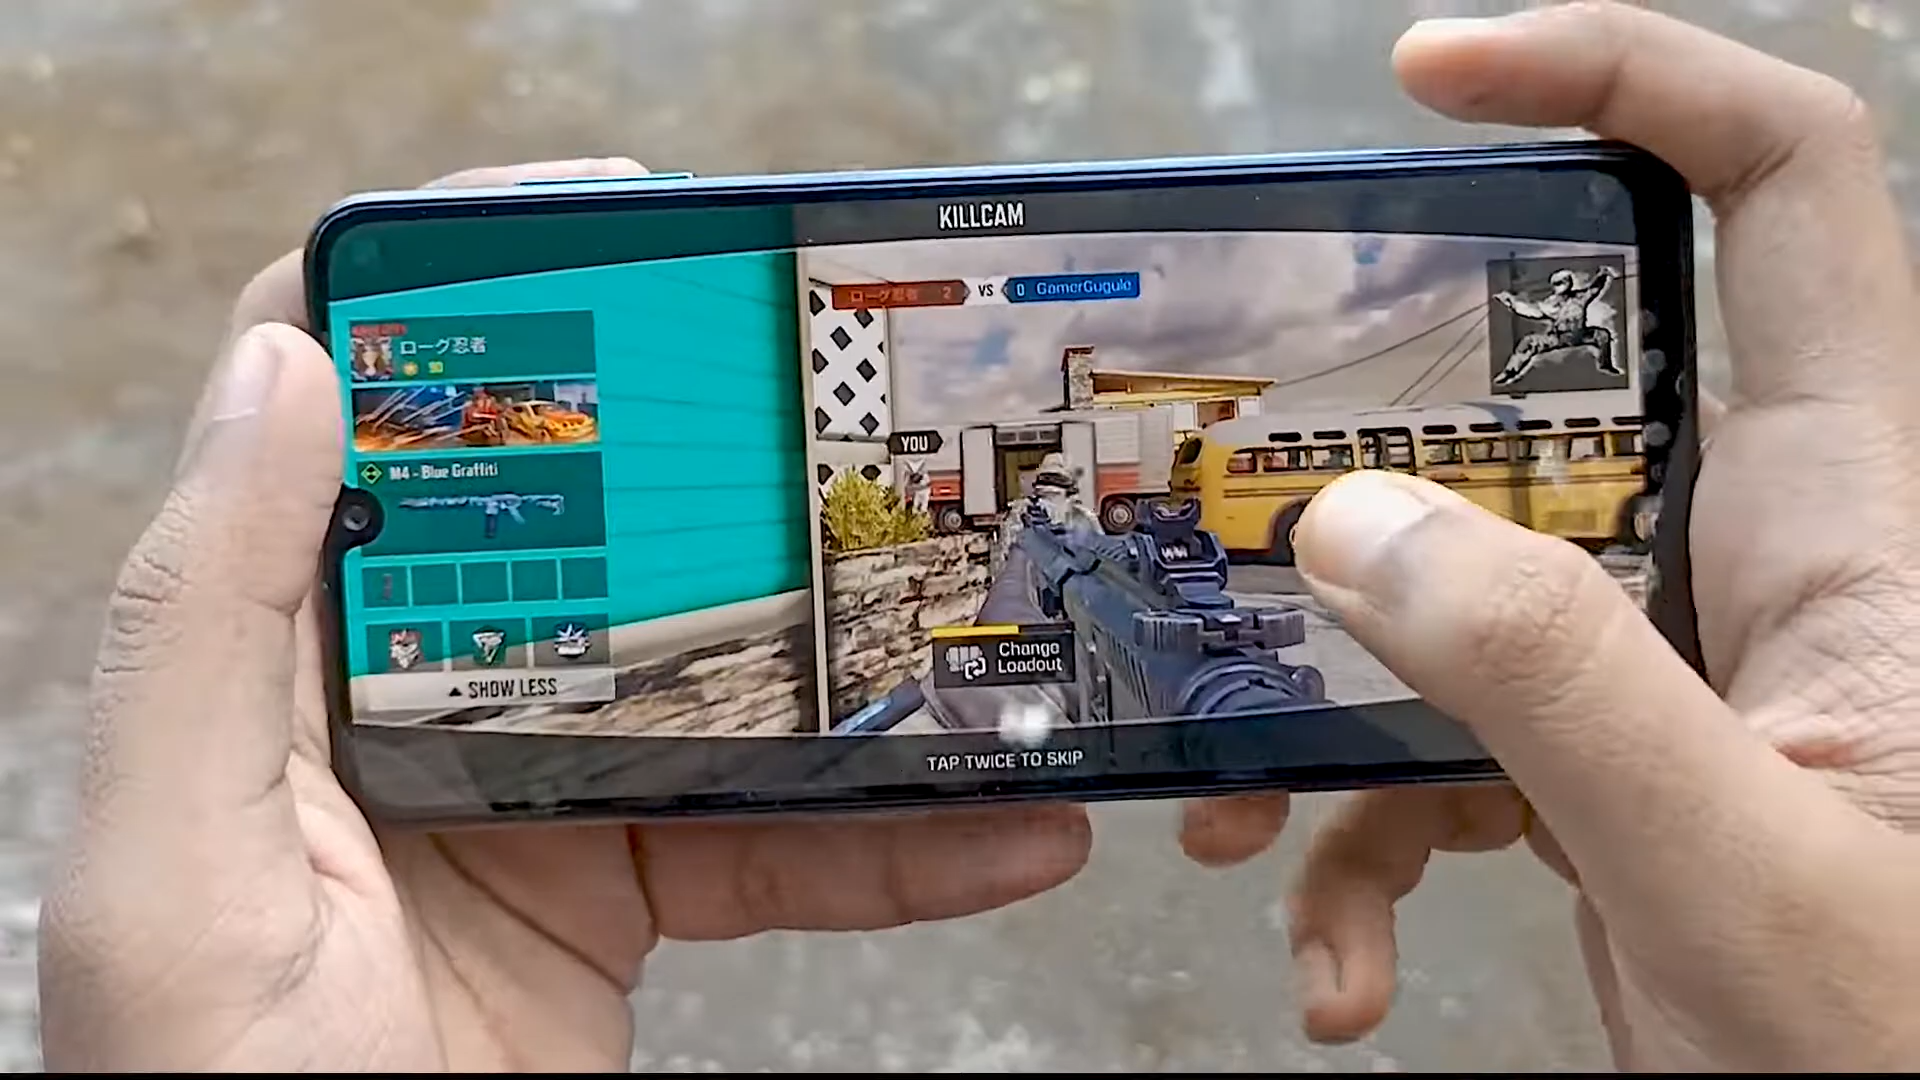 KILLCAM
ローグ忍者 2 VS 0 GamerGugule
ローグ忍者
90
M4 - Blue Graffiti
YOU
Change
Loadout
SHOW LESS
TAP TWICE TO SKIP